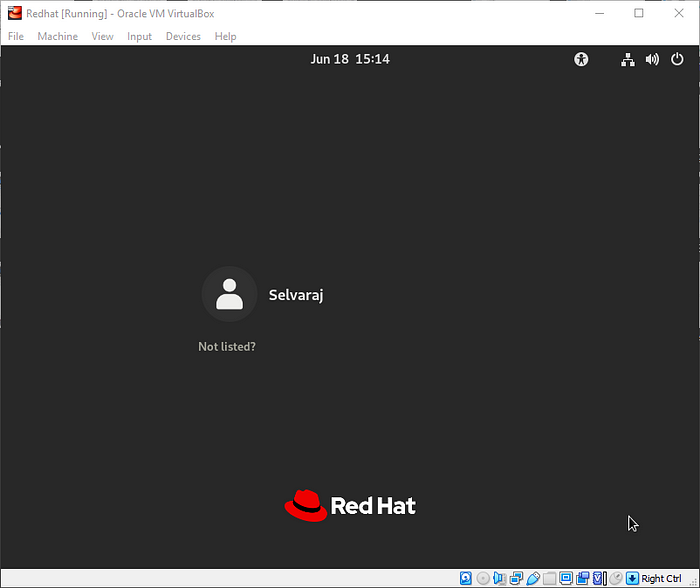 Redhat [Running] - Oracle VM VirtualBox
File Machine View Input Devices Help
Jun 18 15:14
Selvaraj
Not listed?
Red Hat
Right Ctrl